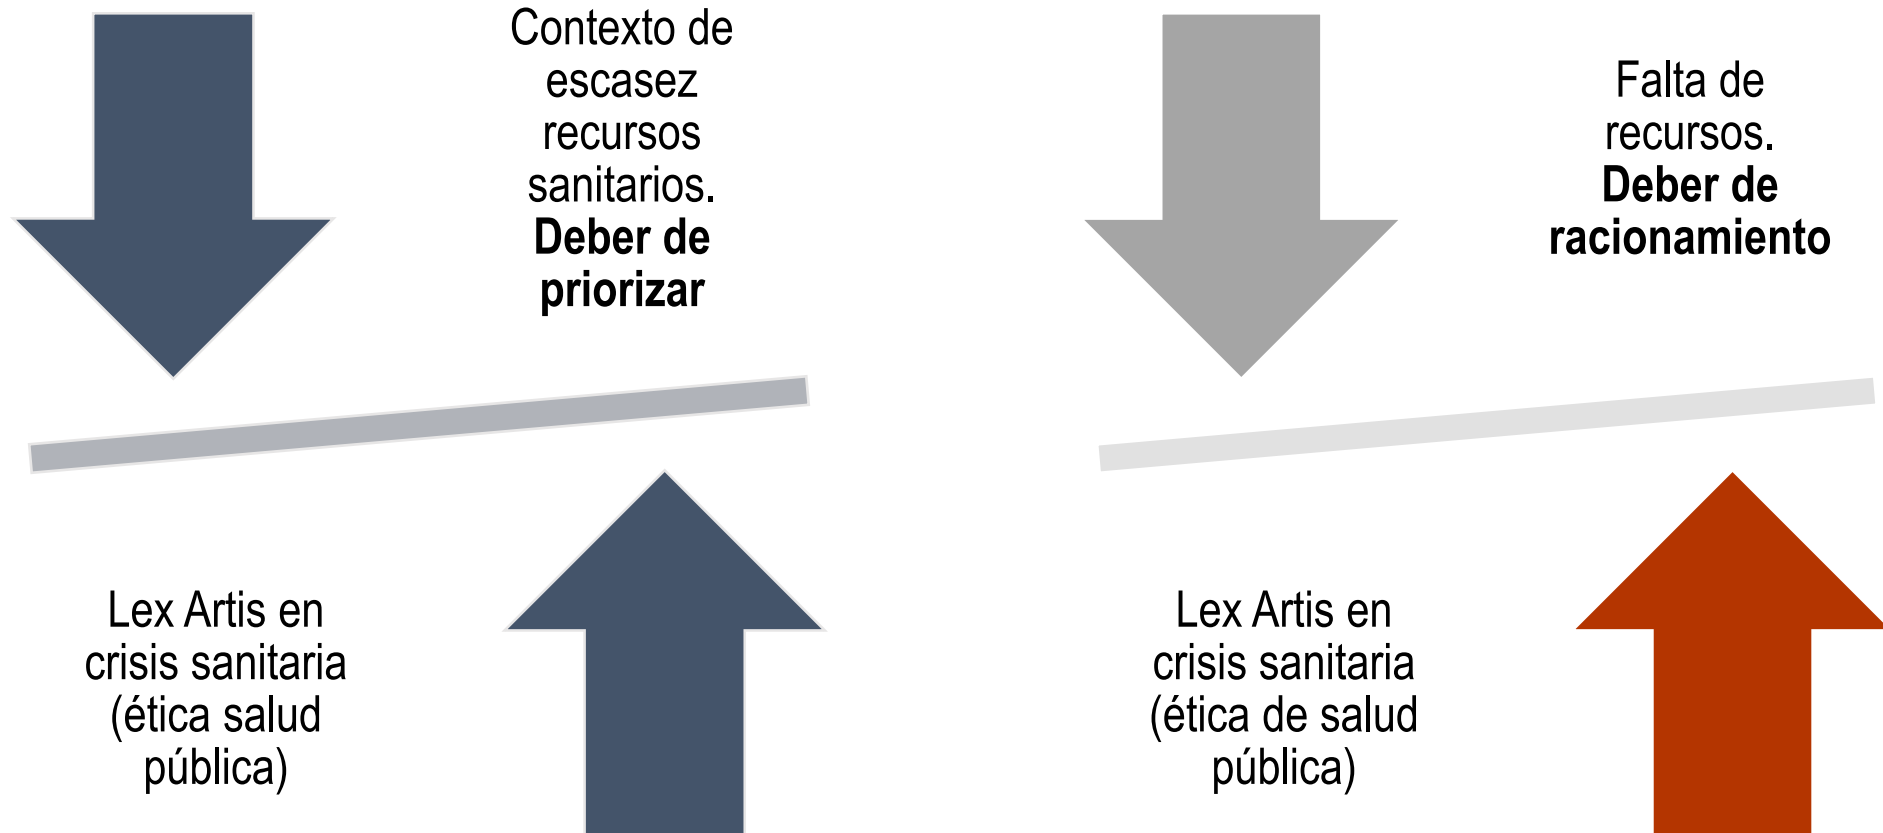 Contexto de
escasez
recursos
sanitarios.
Deber de
priorizar
Lex Artis en
crisis sanitaria
(ética salud
pública)
Falta de
recursos.
Deber de
racionamiento
Lex Artis en
crisis sanitaria
(ética de salud
pública)